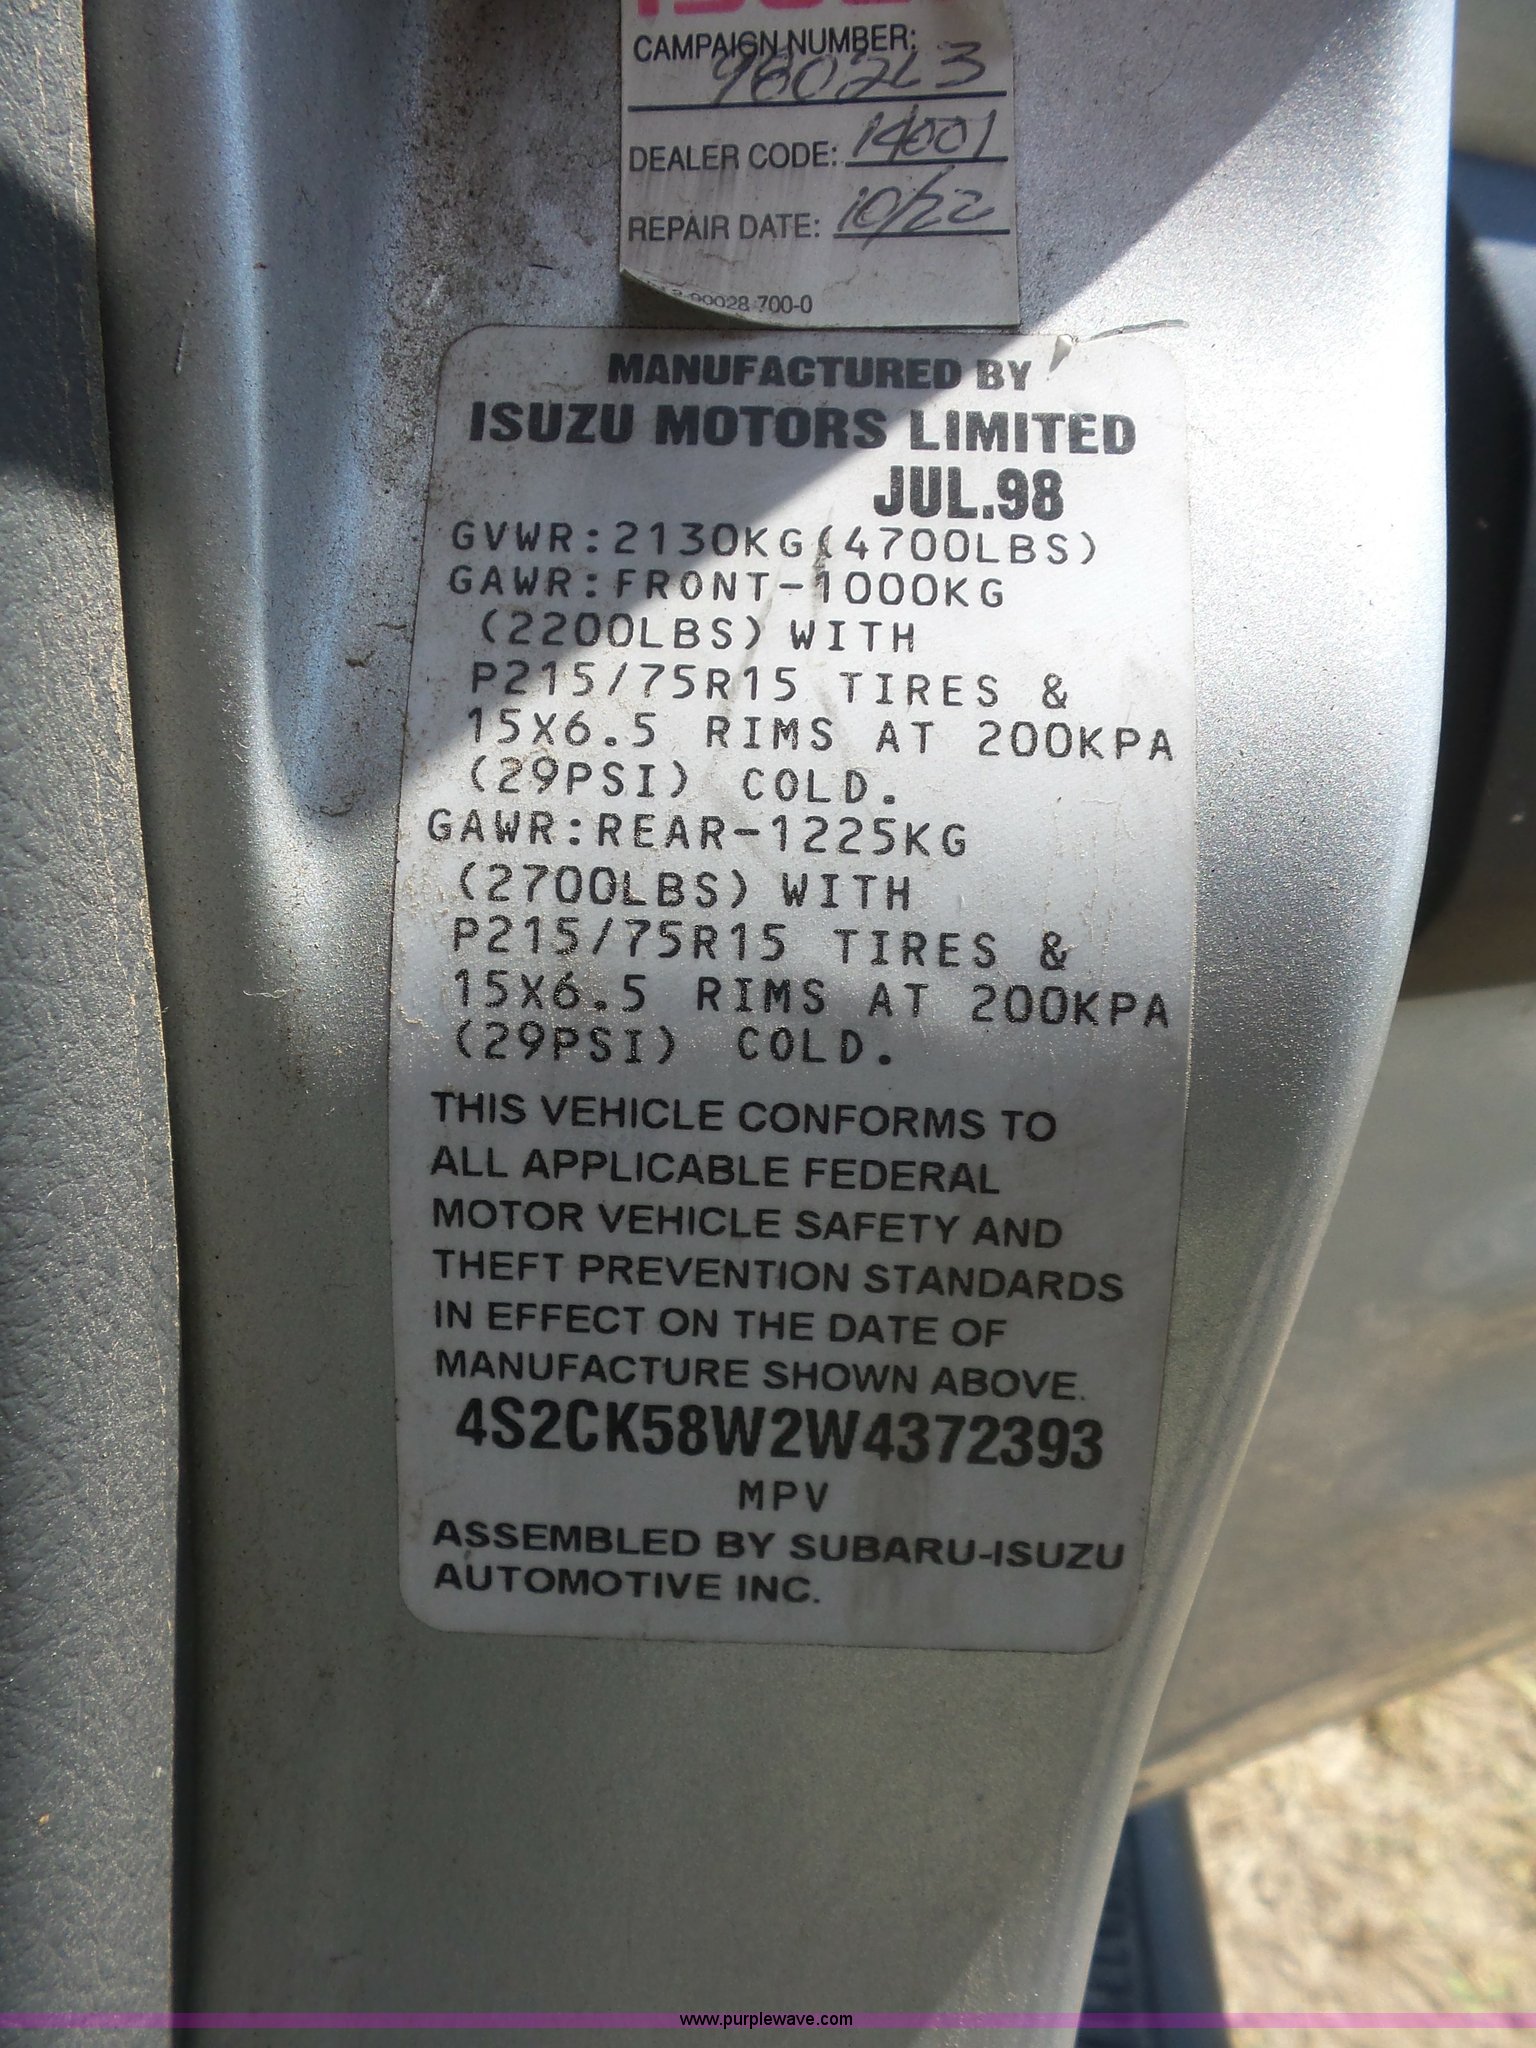 CAMPAIGN NUMBER:
DEALER CODE: 14001
REPAIR DATE: 10/22
700-0
MANUFACTURED BY
ISUZU MOTORS LIMITED
JUL.98
GVWR:2130KG(4700LBS)
GAWR:FRONT-1000KG
(2200LBS) WITH
P215/75R15 TIRES &
15X6.5 RIMS AT 200KPA
(29PSI) COLD.
GAWR:REAR-1225KG
(2700LBS) WITH
P215/75R15 TIRES &
15X6.5 RIMS AT 200KPA
(29PSI) COLD.
THIS VEHICLE CONFORMS TO
ALL APPLICABLE FEDERAL
MOTOR VEHICLE SAFETY AND
THEFT PREVENTION STANDARDS
IN EFFECT ON THE DATE OF
MANUFACTURE SHOWN ABOVE.
4S2CK58W2W4372393
MPV
ASSEMBLED BY SUBARU-ISUZU
AUTOMOTIVE INC.
www.purplewave.com